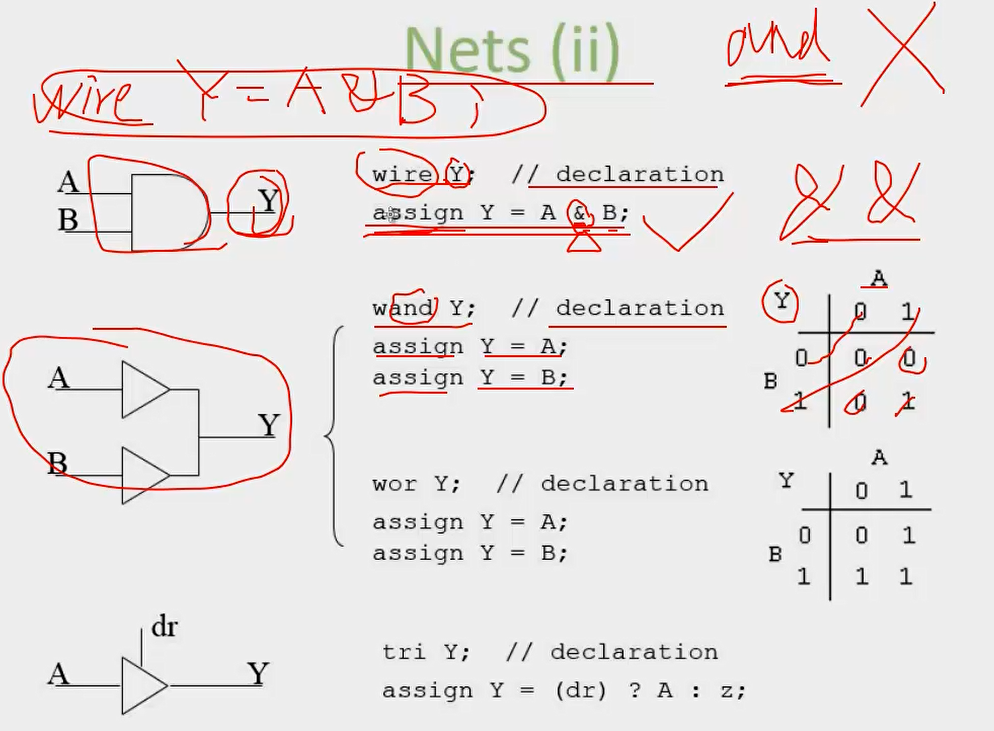 Nets (ii)
and X
wire Y = A & B ;
A
B
Y
wire Y; // declaration
assign Y = A & B;
&&
wand Y; // declaration
assign Y = A;
assign Y = B;
A
B
Y
Y A
0 1
0 0 0
B
1 0 1
wor Y; // declaration
assign Y = A;
assign Y = B;
Y A
0 1
0 0 1
B
1 1 1
dr
A
Y
tri Y; // declaration
assign Y = (dr) ? A : z;